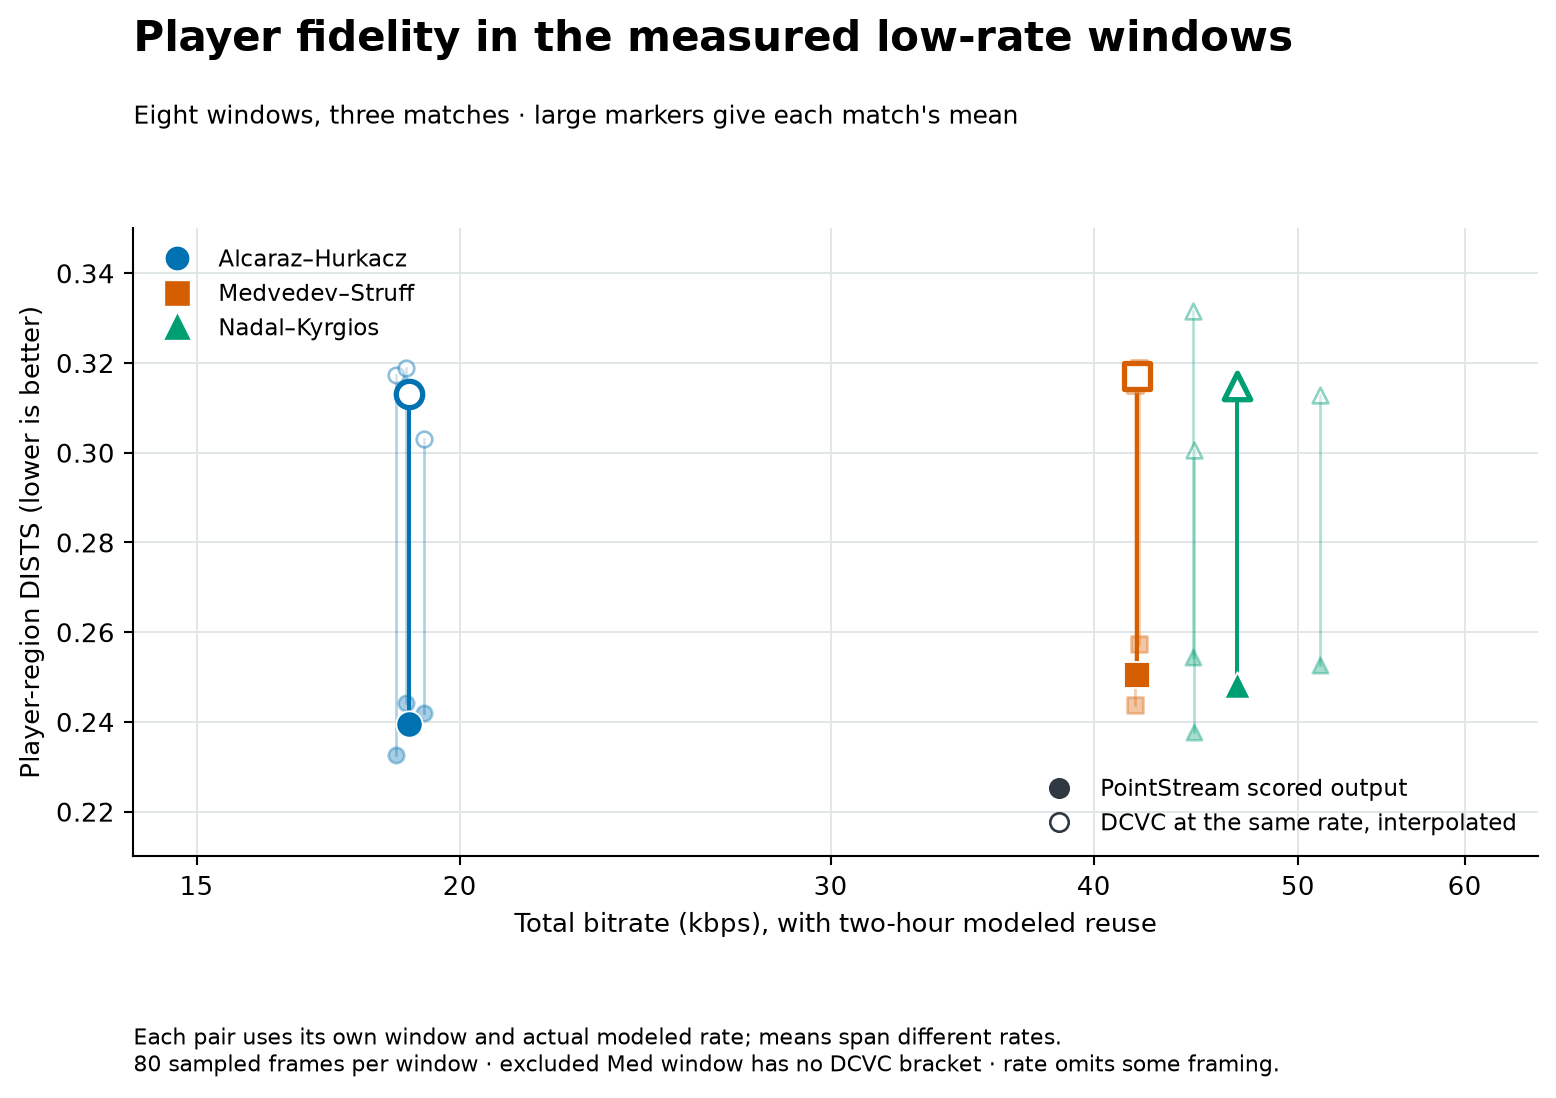 Player fidelity in the measured low-rate windows
Eight windows, three matches · large markers give each match's mean
Alcaraz–Hurkacz
Medvedev–Struff
Nadal–Kyrgios
Player-region DISTS (lower is better)
0.34
0.32
0.30
0.28
0.26
0.24
0.22
PointStream scored output
DCVC at the same rate, interpolated
15
20
30
40
50
60
Total bitrate (kbps), with two-hour modeled reuse
Each pair uses its own window and actual modeled rate; means span different rates.
80 sampled frames per window · excluded Med window has no DCVC bracket · rate omits some framing.